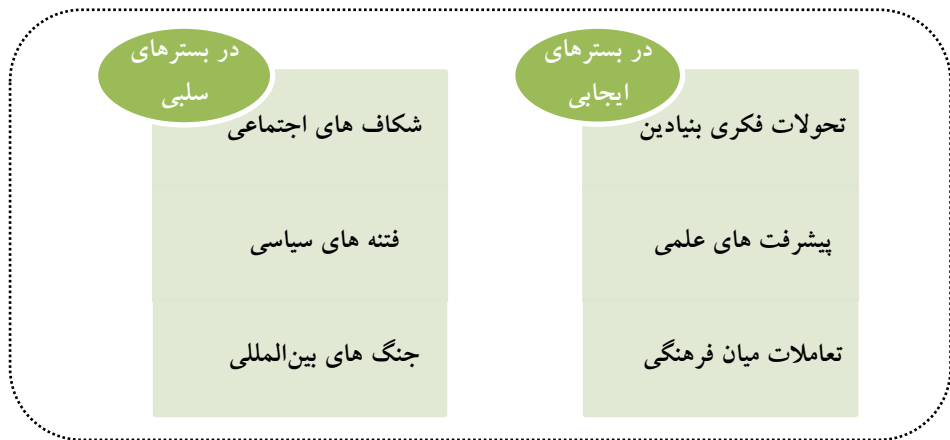 در بسترهای
ایجابی
تحولات فکری بنیادین
پیشرفت های علمی
تعاملات میان فرهنگی
در بسترهای
سلبی
شکاف های اجتماعی
فتنه های سیاسی
جنگ های بین‌المللی